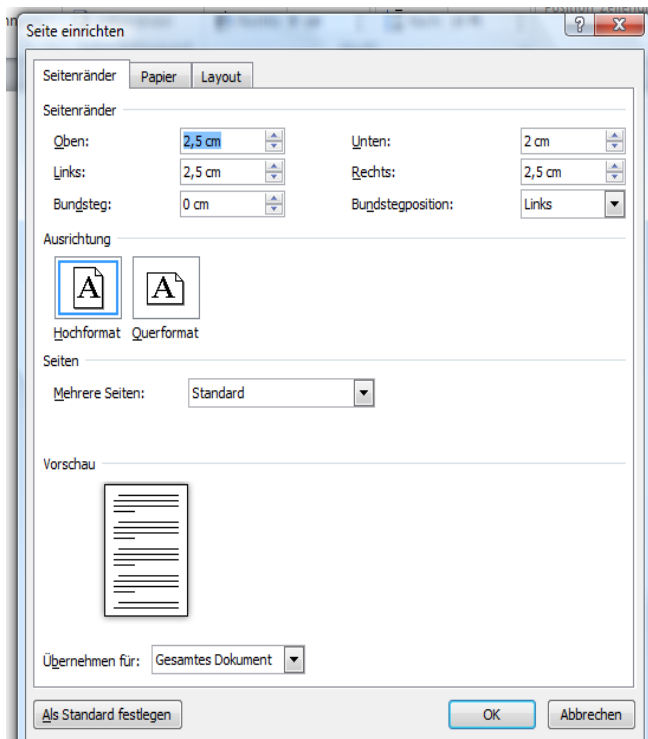 Position Zeilenu
Seite einrichten
Seitenränder Papier Layout
Seitenränder
Oben: 2,5 cm Unten: 2 cm
Links: 2,5 cm Rechts: 2,5 cm
Bundsteg: 0 cm Bundstegposition: Links
Ausrichtung
A A
Hochformat Querformat
Seiten
Mehrere Seiten: Standard
Vorschau
Übernehmen für: Gesamtes Dokument
Als Standard festlegen OK Abbrechen